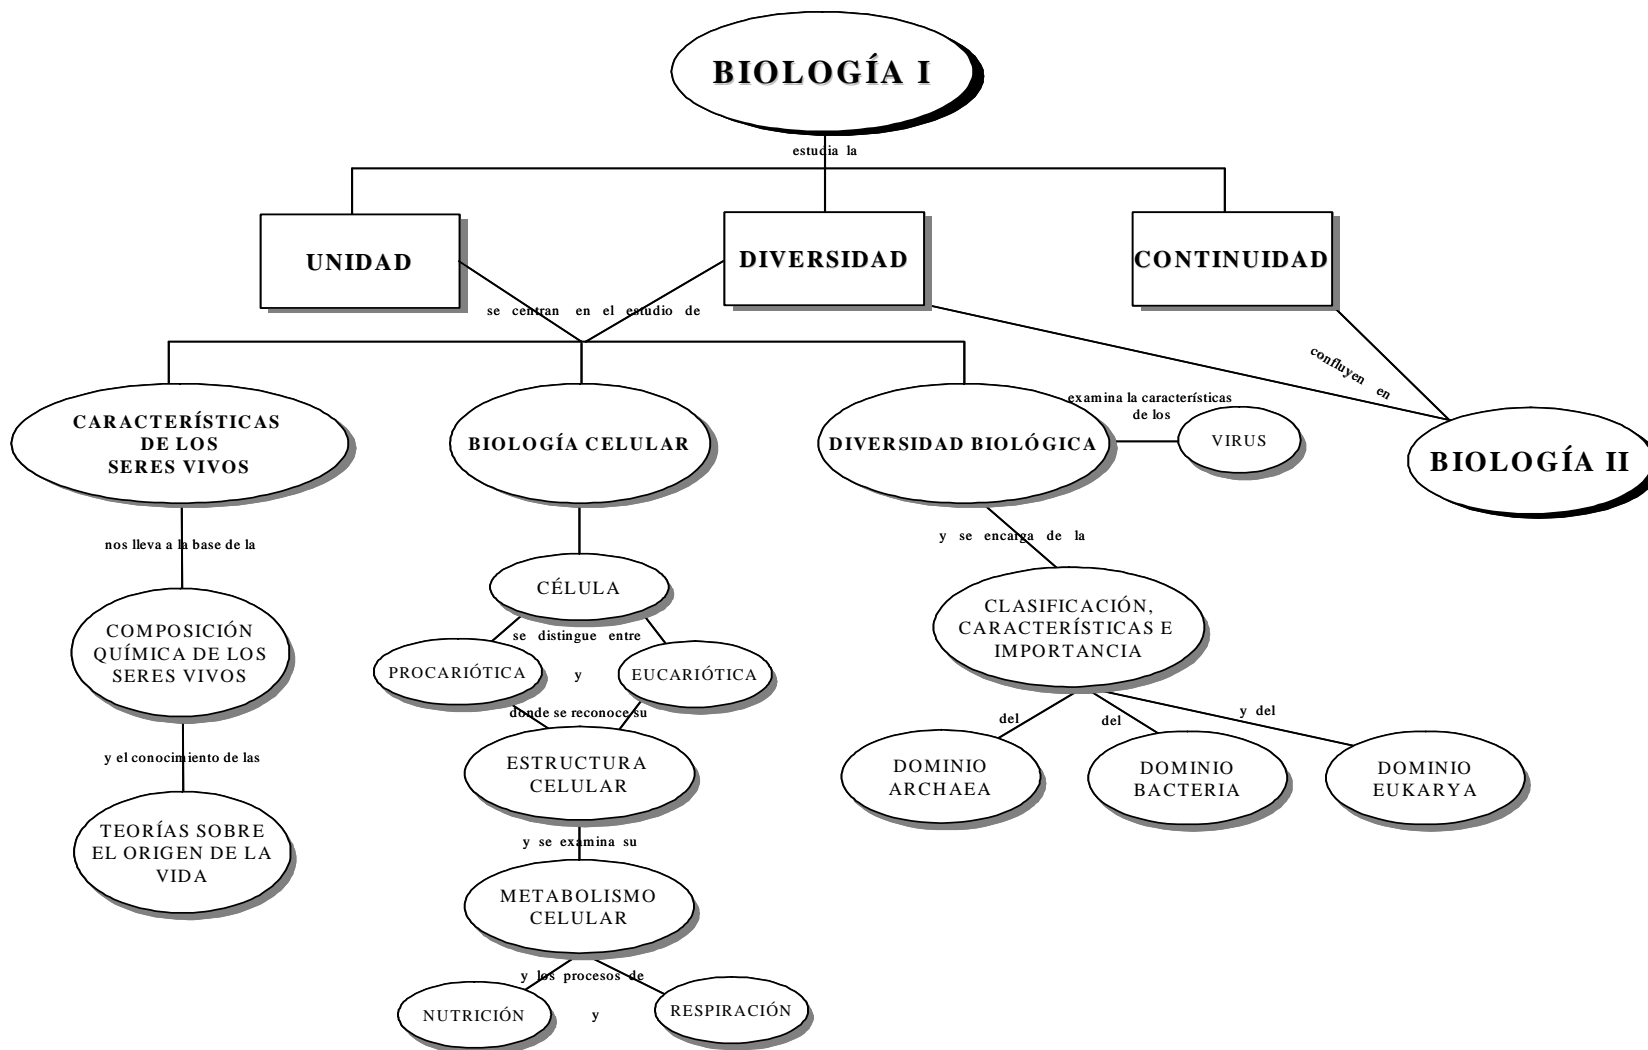 BIOLOGÍA I
estudia la
UNIDAD
DIVERSIDAD
CONTINUIDAD
se centran en el estudio de
confluyen en
CARACTERÍSTICAS
DE LOS
SERES VIVOS
BIOLOGÍA CELULAR
DIVERSIDAD BIOLÓGICA
examina la características
de los
VIRUS
BIOLOGÍA II
nos lleva a la base de la
y se encarga de la
COMPOSICIÓN
QUÍMICA DE LOS
SERES VIVOS
CÉLULA
se distingue entre
PROCARIÓTICA
y
EUCARIÓTICA
donde se reconoce su
CLASIFICACIÓN,
CARACTERÍSTICAS E
IMPORTANCIA
del
del
y del
y el conocimiento de las
ESTRUCTURA
CELULAR
DOMINIO
ARCHAEA
DOMINIO
BACTERIA
DOMINIO
EUKARYA
TEORÍAS SOBRE
EL ORIGEN DE LA
VIDA
y se examina su
METABOLISMO
CELULAR
y los procesos de
NUTRICIÓN
y
RESPIRACIÓN